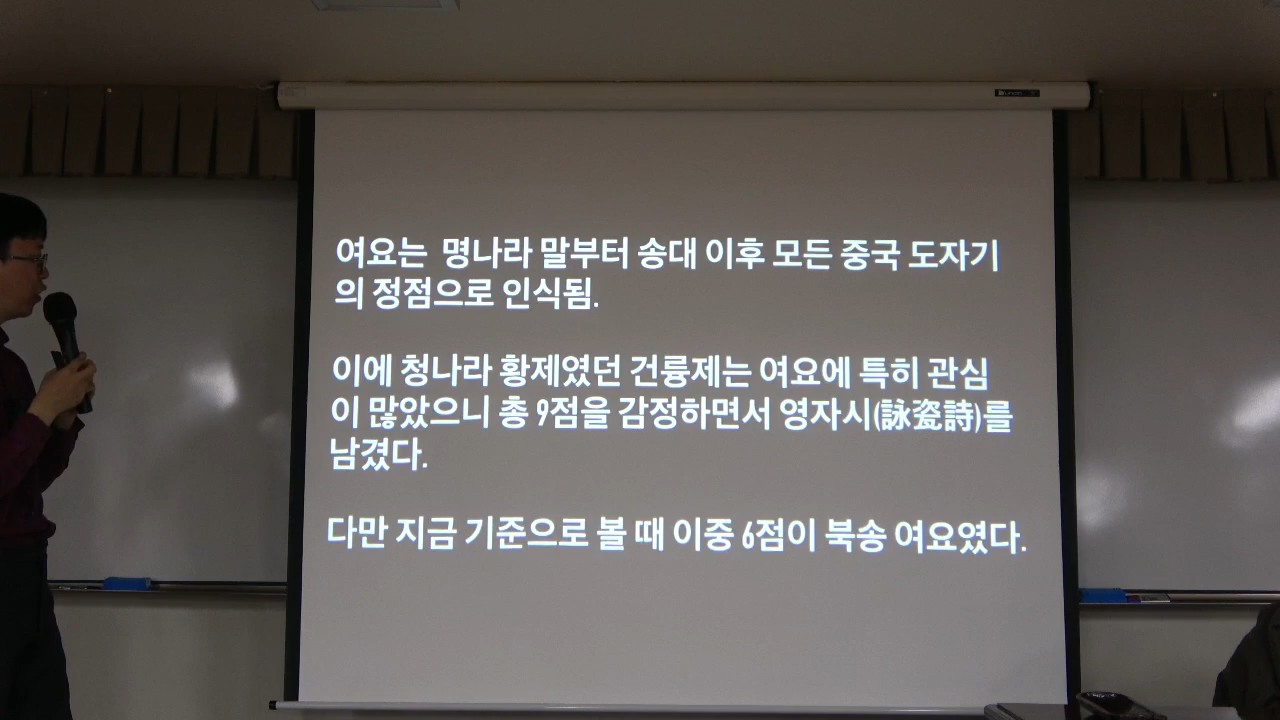 여요는 명나라 말부터 송대 이후 모든 중국 도자기
의 정점으로 인식됨.
이에 청나라 황제였던 건륭제는 여요에 특히 관심
이 많았으니 총 9점을 감정하면서 영자시(詠瓷詩)를
남겼다.
다만 지금 기준으로 볼 때 이중 6점이 북송 여요였다.